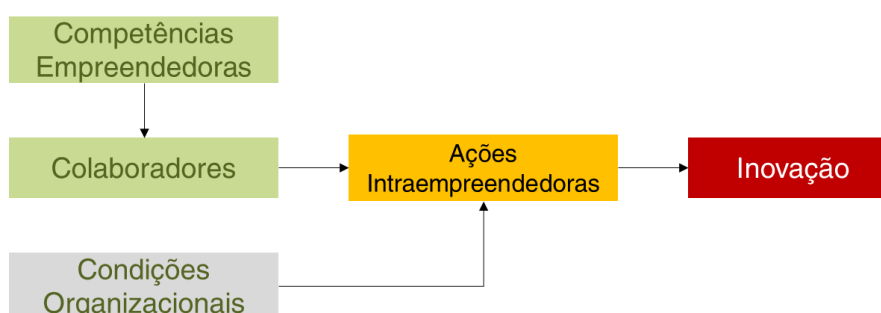 Competências
Empreendedoras
Colaboradores
Ações
Intraempreendedoras
Inovação
Condições
Organizacionais